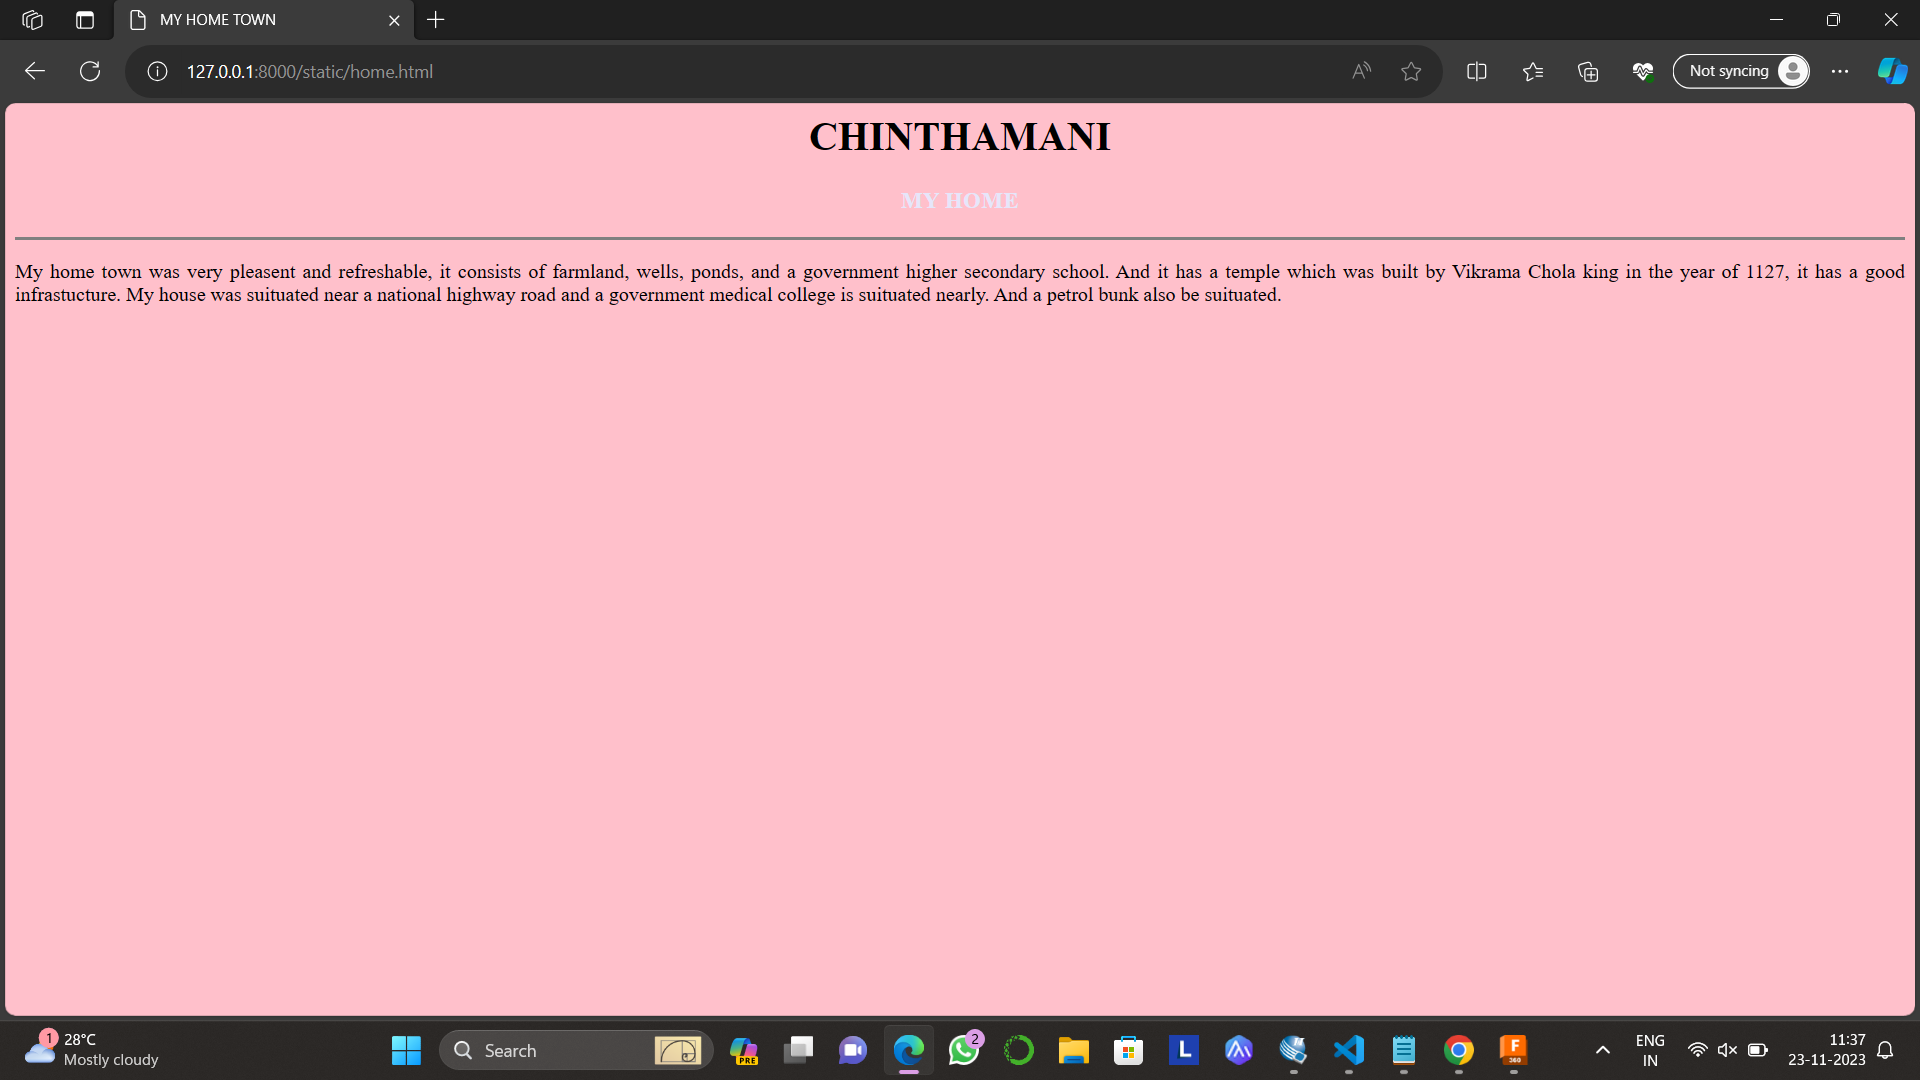 MY HOME TOWN
127.0.0.1:8000/static/home.html
Not syncing
CHINTHAMANI
MY HOME
My home town was very pleasent and refreshable, it consists of farmland, wells, ponds, and a government higher secondary school. And it has a temple which was built by Vikrama Chola king in the year of 1127, it has a good
infrastucture. My house was suituated near a national highway road and a government medical college is suituated nearly. And a petrol bunk also be suituated.
1
28°C
Mostly cloudy
Search
PRE
2
L
F
360
ENG
IN
11:37
23-11-2023